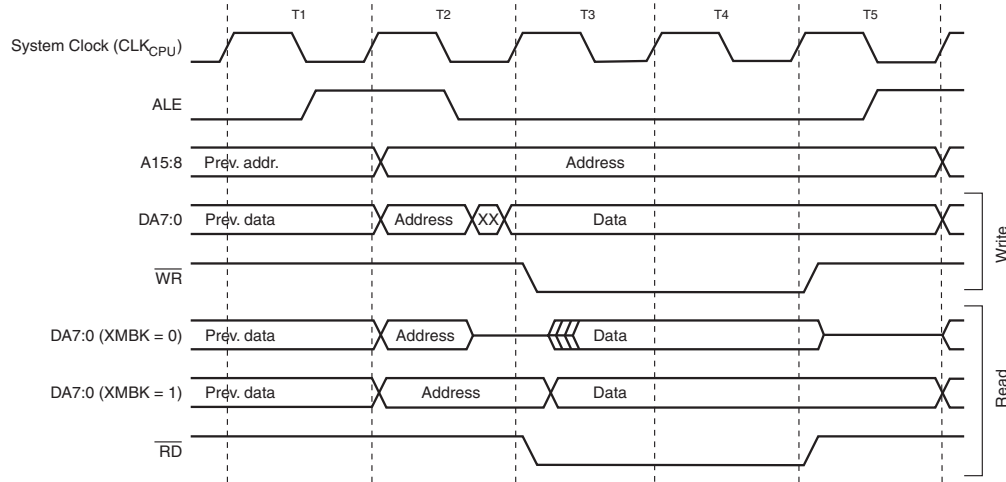 T1 T2 T3 T4 T5
System Clock (CLKCPU)
ALE
A15:8 Prev. addr. Address
DA7:0 Prev. data Address XX Data
WR
Write
DA7:0 (XMBK = 0) Prev. data Address Data
DA7:0 (XMBK = 1) Prev. data Address Data
RD
Read